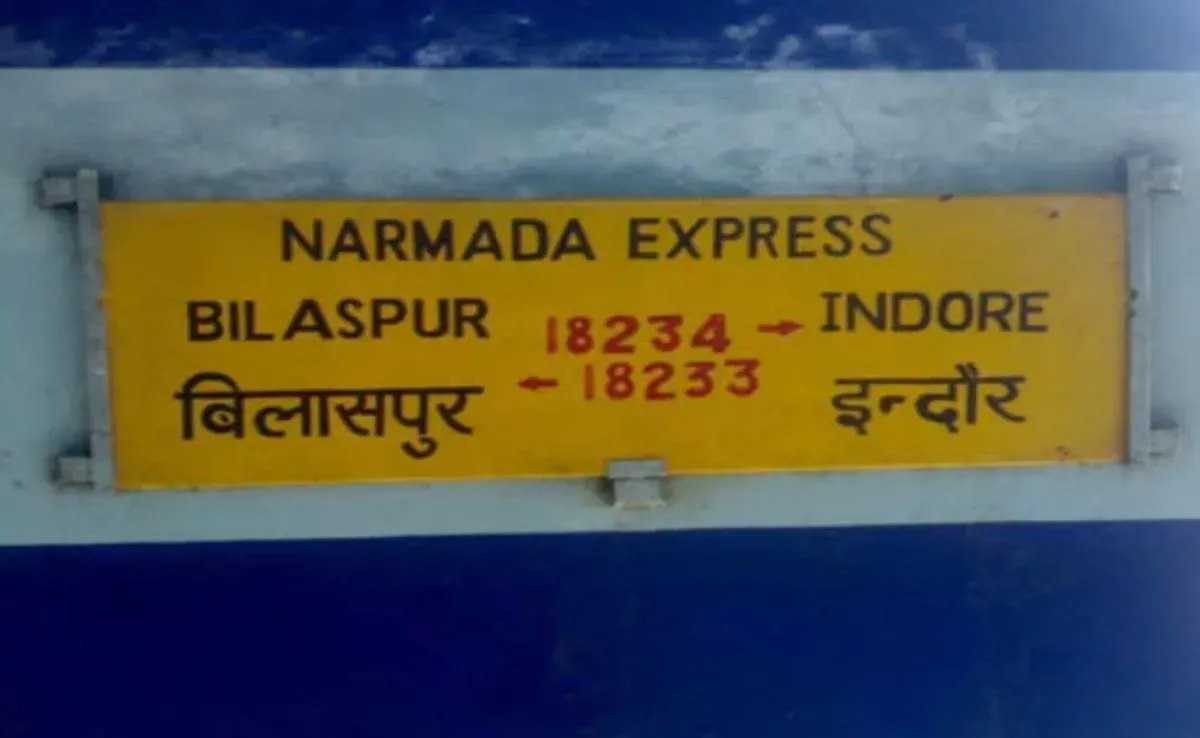 NARMADA EXPRESS
BILASPUR 18234 → INDORE
बिलासपुर ← 18233 इन्दौर